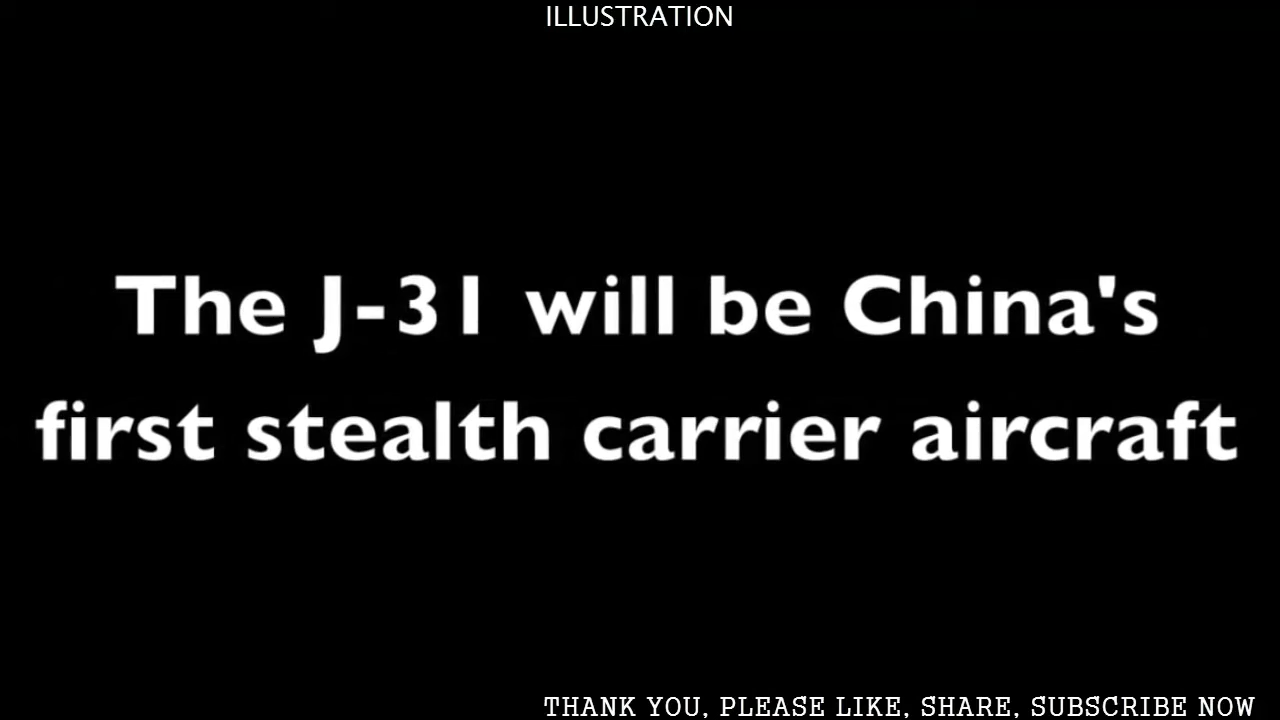 ILLUSTRATION
The J-31 will be China's
first stealth carrier aircraft
THANK YOU, PLEASE LIKE, SHARE, SUBSCRIBE NOW